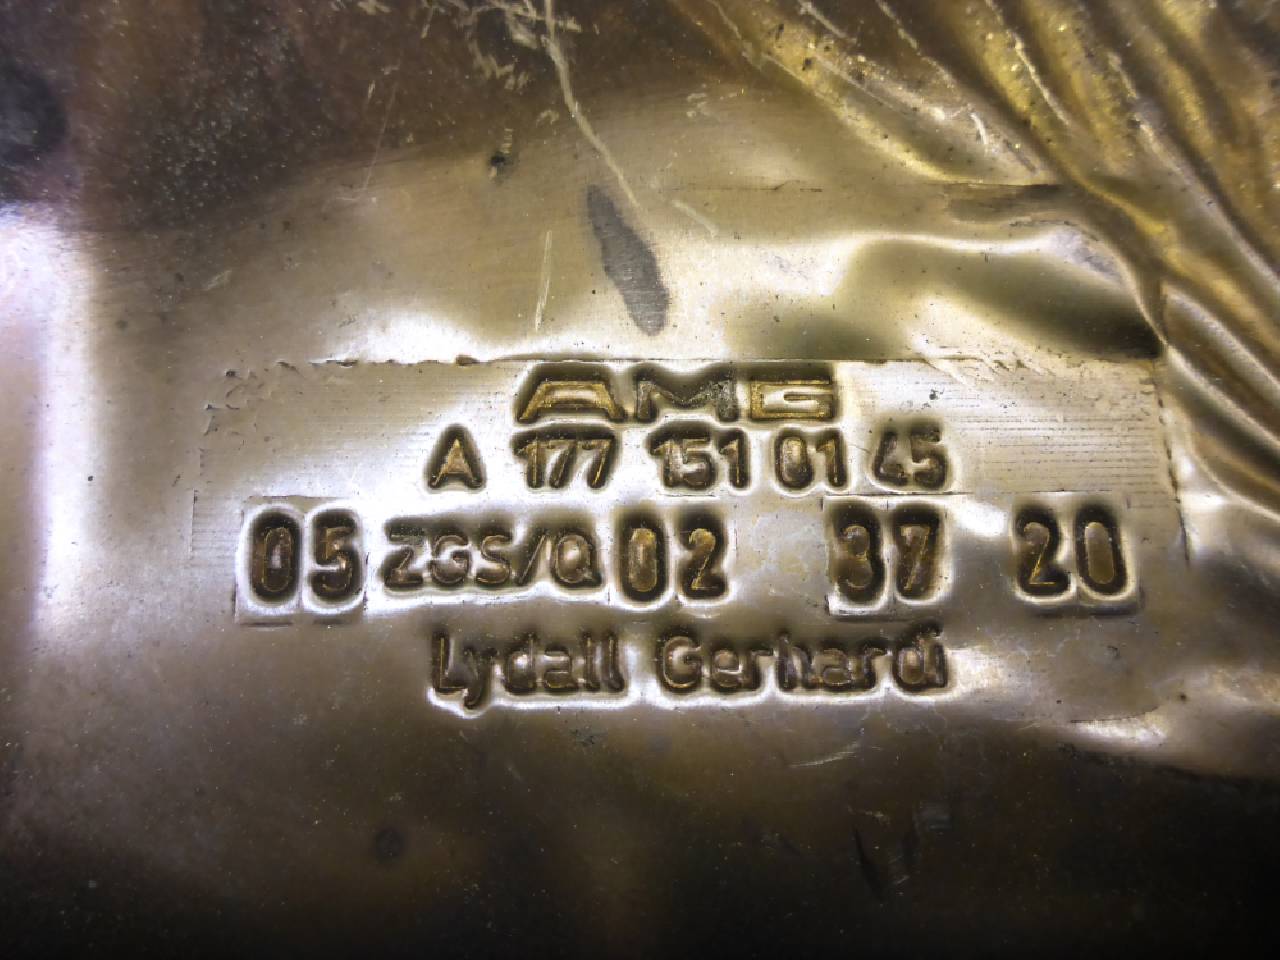 AMG
A 177 151 01 45
05 ZGS/Q 02 37 20
Lydall Gerhardi